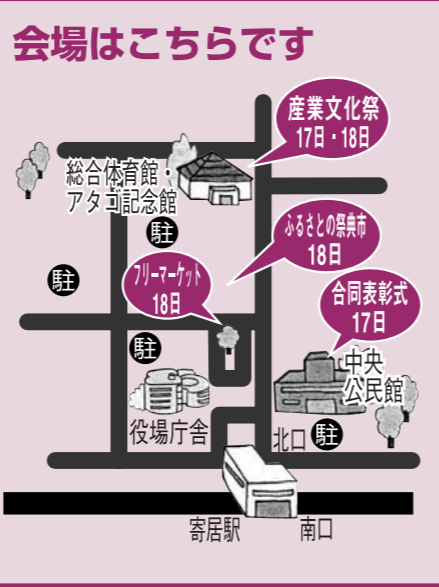 会場はこちらです
産業文化祭
17日・18日
総合体育館・
アタゴ記念館
駐
ふるさとの祭典市
18日
フリーマーケット
18日
駐
合同表彰式
17日
駐
中央
公民館
役場庁舎
北口
駐
寄居駅
南口